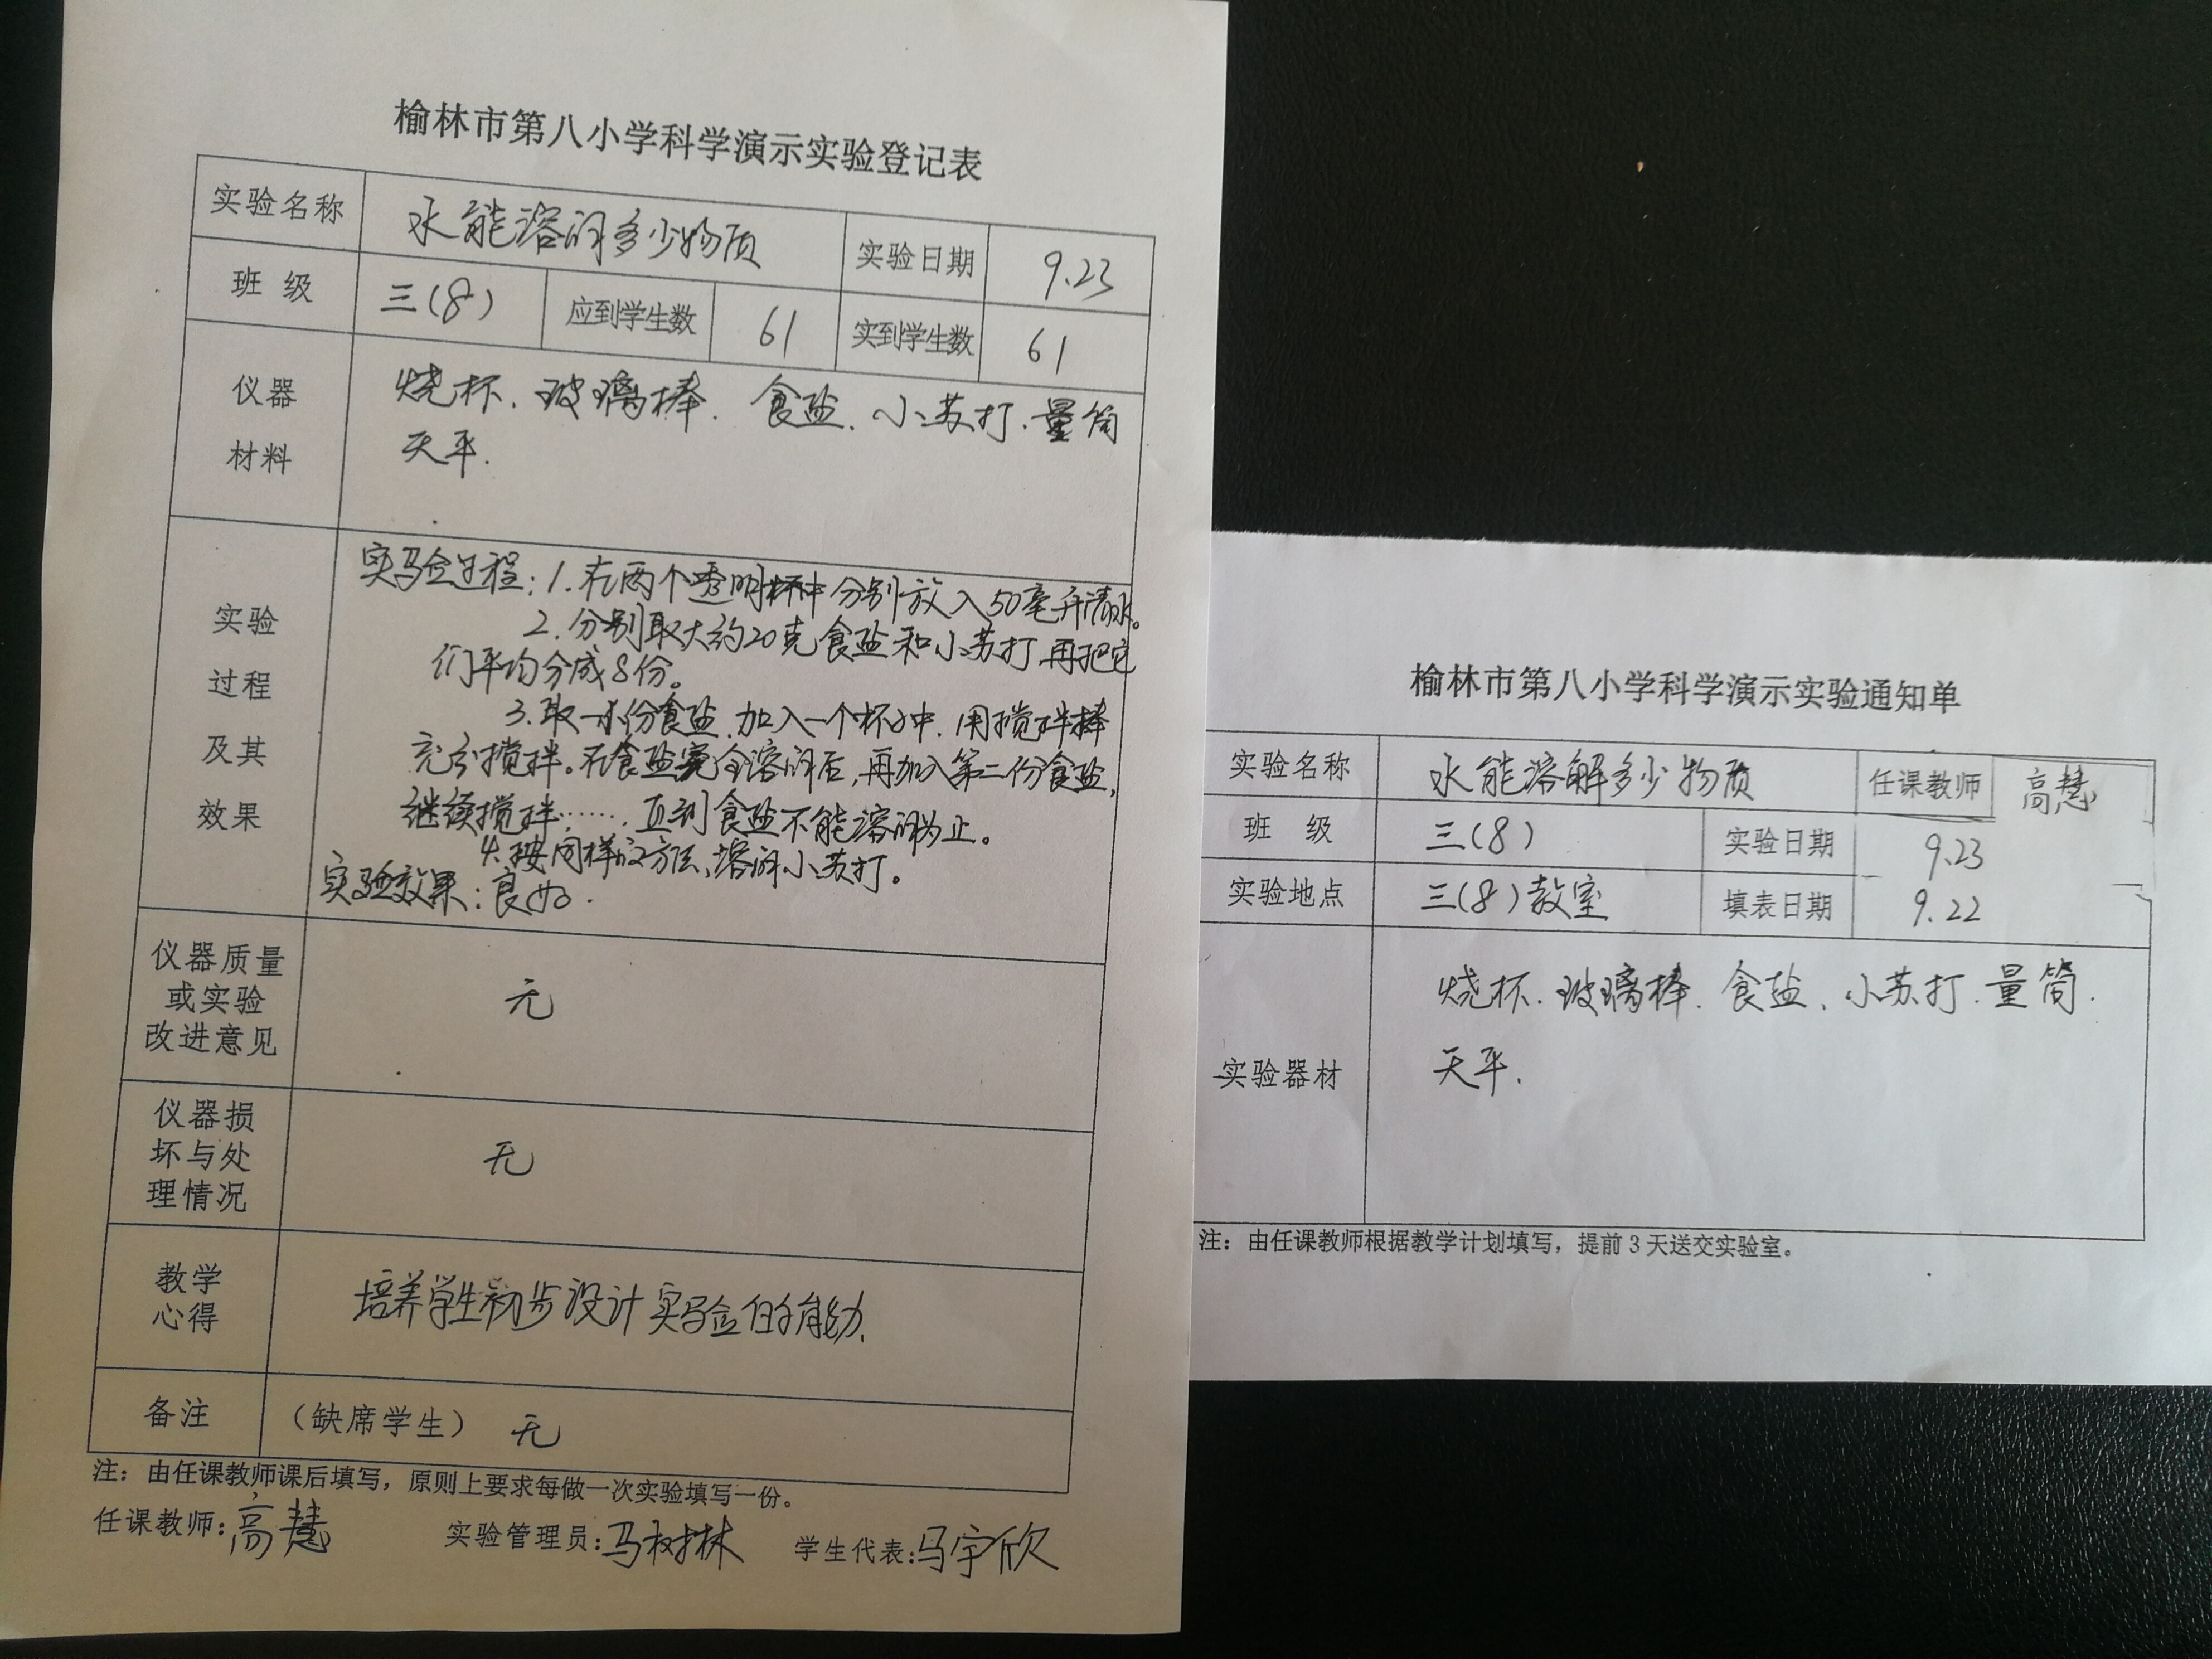 榆林市第八小学科学演示实验登记表
实验名称 水能溶解多少物质 实验日期 9.23
班 级 三(8) 应到学生数 61 实到学生数 61
仪器 烧杯、玻璃棒、食盐、小苏打、量筒
材料 天平.
实验过程:1.在两个透明杯中分别放入50毫升清水。
实验 2.分别取大约20克食盐和小苏打,再把它
过程 们平均分成8份。
3.取一份食盐,加入一个杯子中,用搅拌棒
及其 充分搅拌。在食盐完全溶解后,再加入第二份食盐,
效果 继续搅拌……,直到食盐不能溶解为止。
4.按同样的方法,溶解小苏打。
实验效果:良好.
仪器质量
或实验 无
改进意见
仪器损
坏与处 无
理情况
教学
心得 培养学生初步设计实验的能力.
备注 (缺席学生) 无
注:由任课教师课后填写,原则上要求每做一次实验填写一份。
任课教师:高慧 实验管理员:马树林 学生代表:马宇欣
榆林市第八小学科学演示实验通知单
实验名称 水能溶解多少物质 任课教师 高慧
班 级 三(8) 实验日期 9.23
实验地点 三(8)教室 填表日期 9.22
烧杯、玻璃棒、食盐、小苏打、量筒.
实验器材 天平.
注:由任课教师根据教学计划填写,提前3天送交实验室。